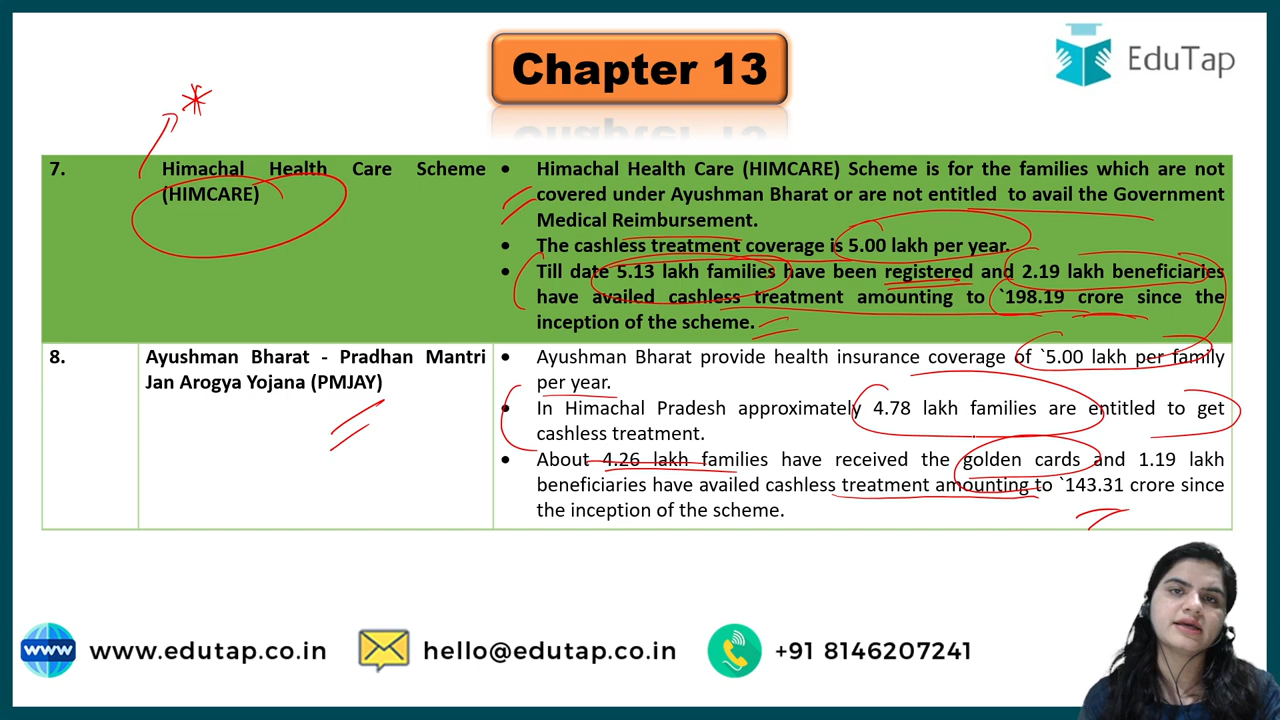 Chapter 13
EduTap
7.
Himachal Health Care Scheme
(HIMCARE)
• Himachal Health Care (HIMCARE) Scheme is for the families which are not
covered under Ayushman Bharat or are not entitled to avail the Government
Medical Reimbursement.
• The cashless treatment coverage is 5.00 lakh per year.
• Till date 5.13 lakh families have been registered and 2.19 lakh beneficiaries
have availed cashless treatment amounting to `198.19 crore since the
inception of the scheme.
8.
Ayushman Bharat - Pradhan Mantri
Jan Arogya Yojana (PMJAY)
• Ayushman Bharat provide health insurance coverage of `5.00 lakh per family
per year.
• In Himachal Pradesh approximately 4.78 lakh families are entitled to get
cashless treatment.
• About 4.26 lakh families have received the golden cards and 1.19 lakh
beneficiaries have availed cashless treatment amounting to `143.31 crore since
the inception of the scheme.
www
www.edutap.co.in
hello@edutap.co.in
+91 8146207241